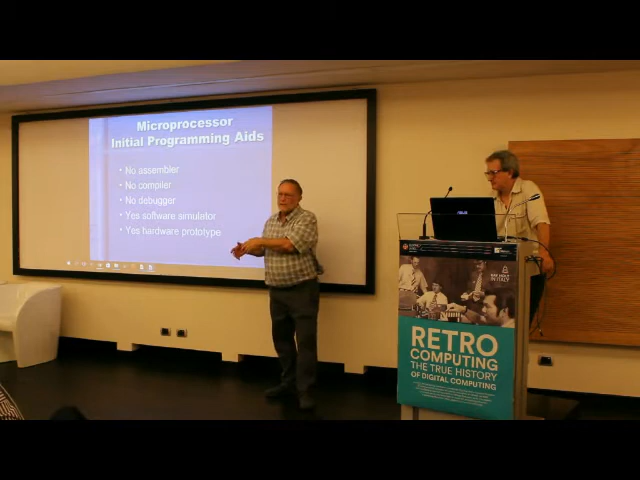 Microprocessor
Initial Programming Aids
• No assembler
• No compiler
• No debugger
• Yes software simulator
• Yes hardware prototype
RETRO
COMPUTING
THE TRUE HISTORY
OF DIGITAL COMPUTING